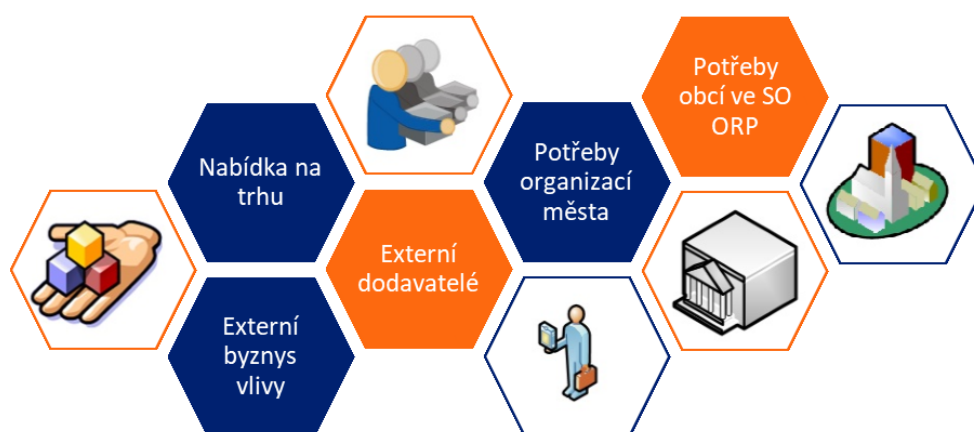 Nabídka na
trhu
Externí
byznys
vlivy
Externí
dodavatelé
Potřeby
organizací
města
Potřeby
obcí ve SO
ORP